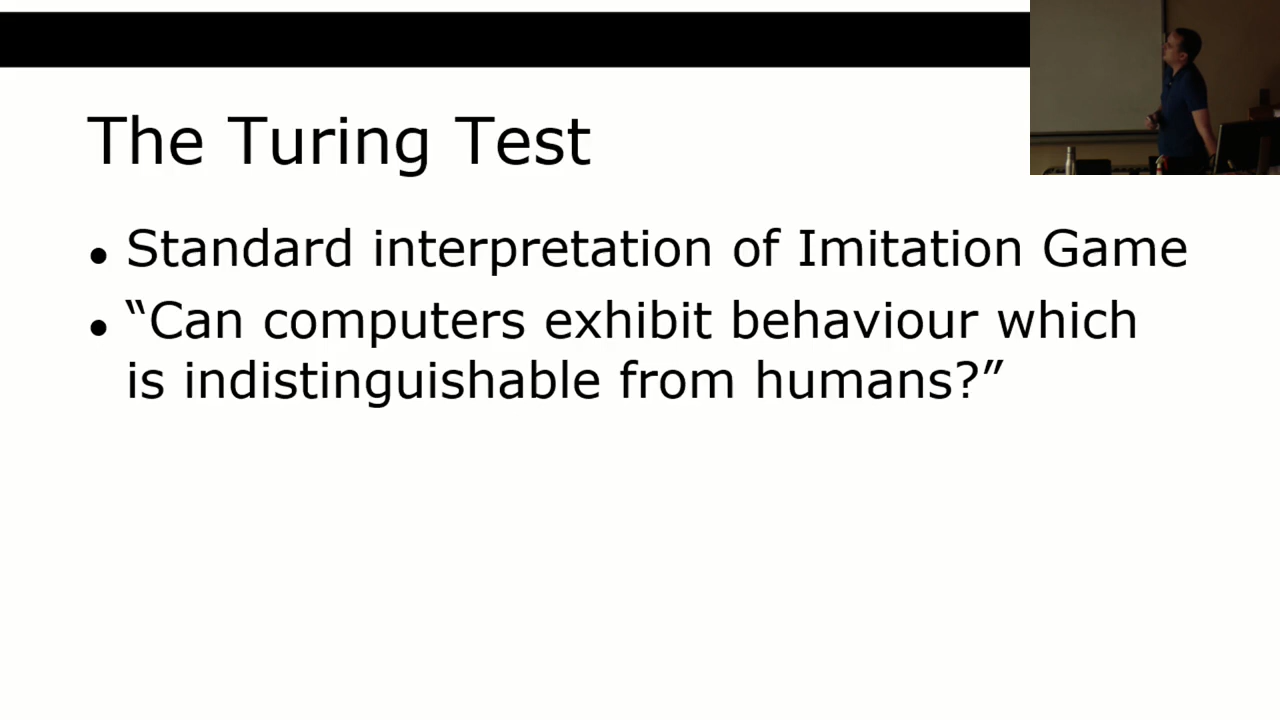 The Turing Test
• Standard interpretation of Imitation Game
• “Can computers exhibit behaviour which
is indistinguishable from humans?”